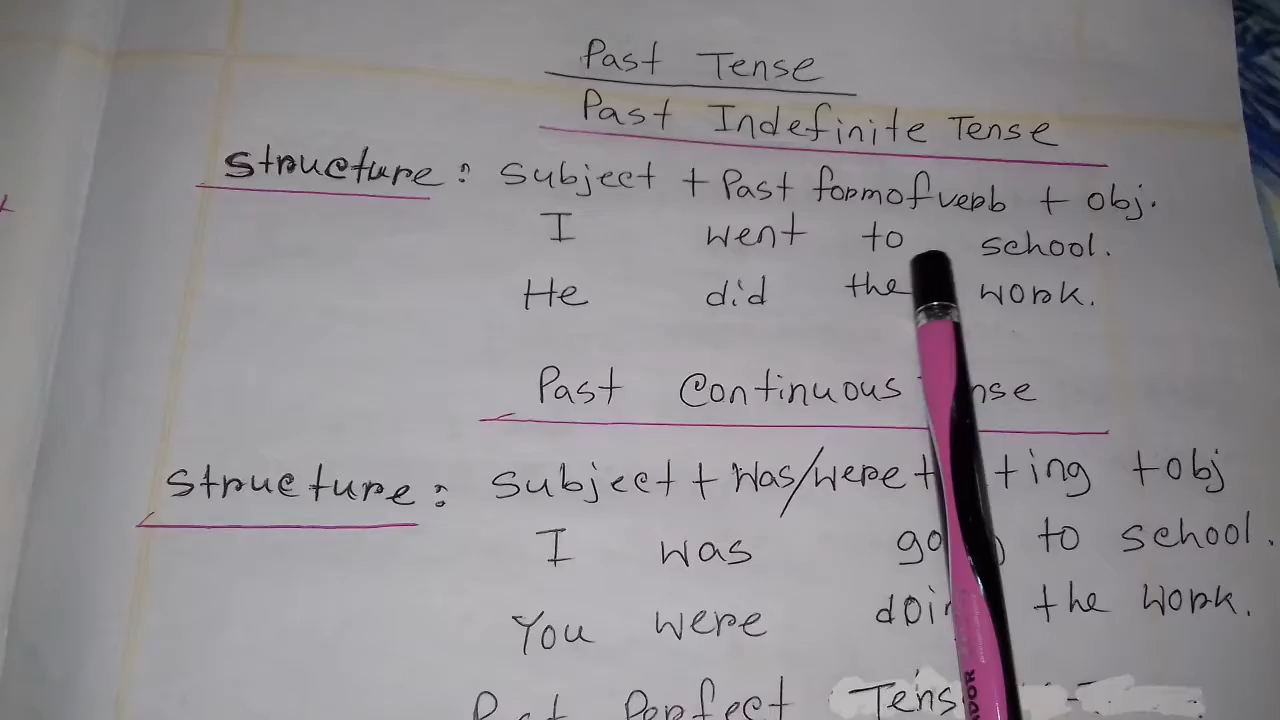 Past Tense
Past Indefinite Tense
Structure: Subject + Past form of verb + obj.
I went to school.
He did the work.
Past Continuous
Structure: Subject + was/were + +ing +obj
I was to school.
You were the work.
Past Perfect